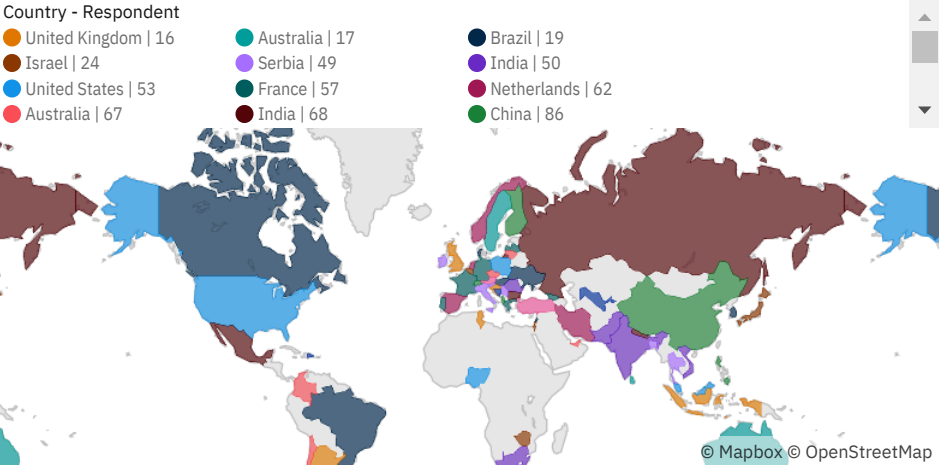 Country - Respondent
United Kingdom | 16
Australia | 17
Brazil | 19
Israel | 24
Serbia | 49
India | 50
United States | 53
France | 57
Netherlands | 62
Australia | 67
India | 68
China | 86
© Mapbox © OpenStreetMap